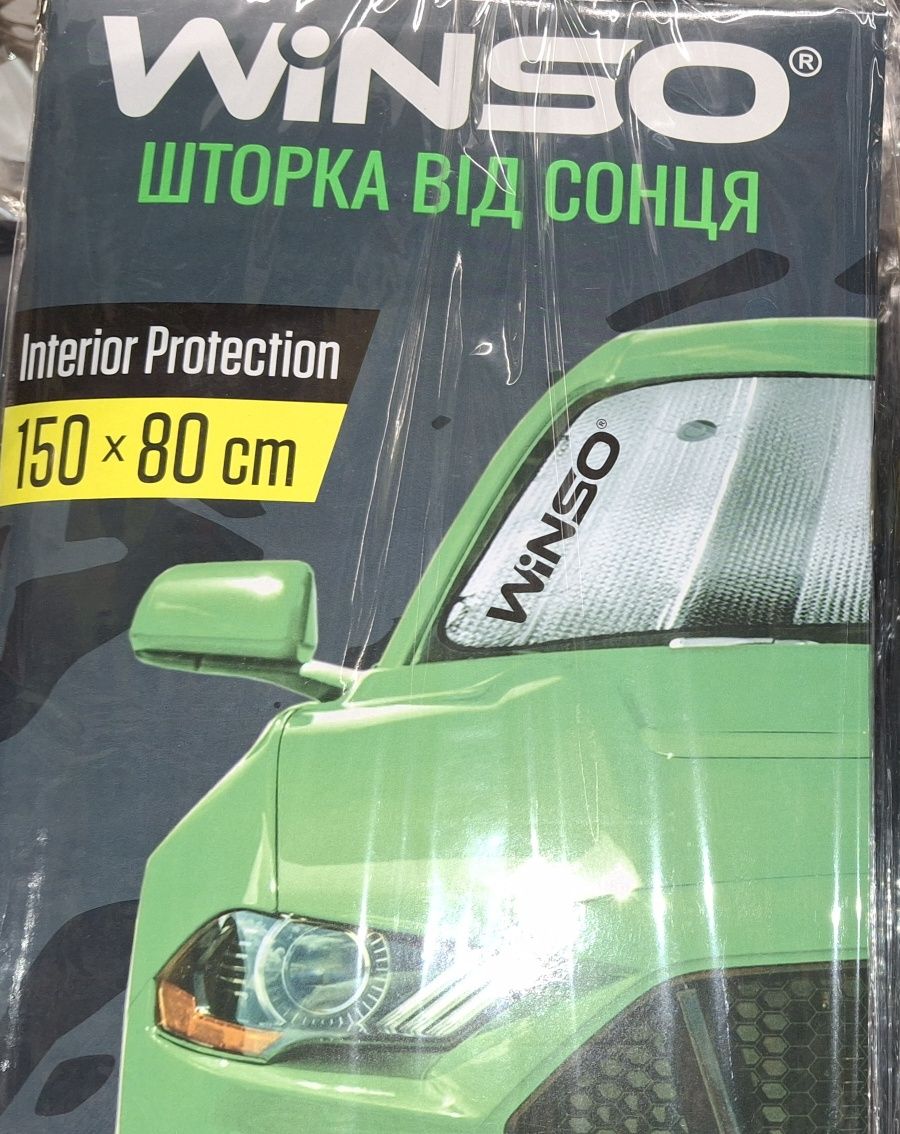 WiNSO®
ШТОРКА ВІД СОНЦЯ
Interior Protection
150 x 80 cm
WiNSO®